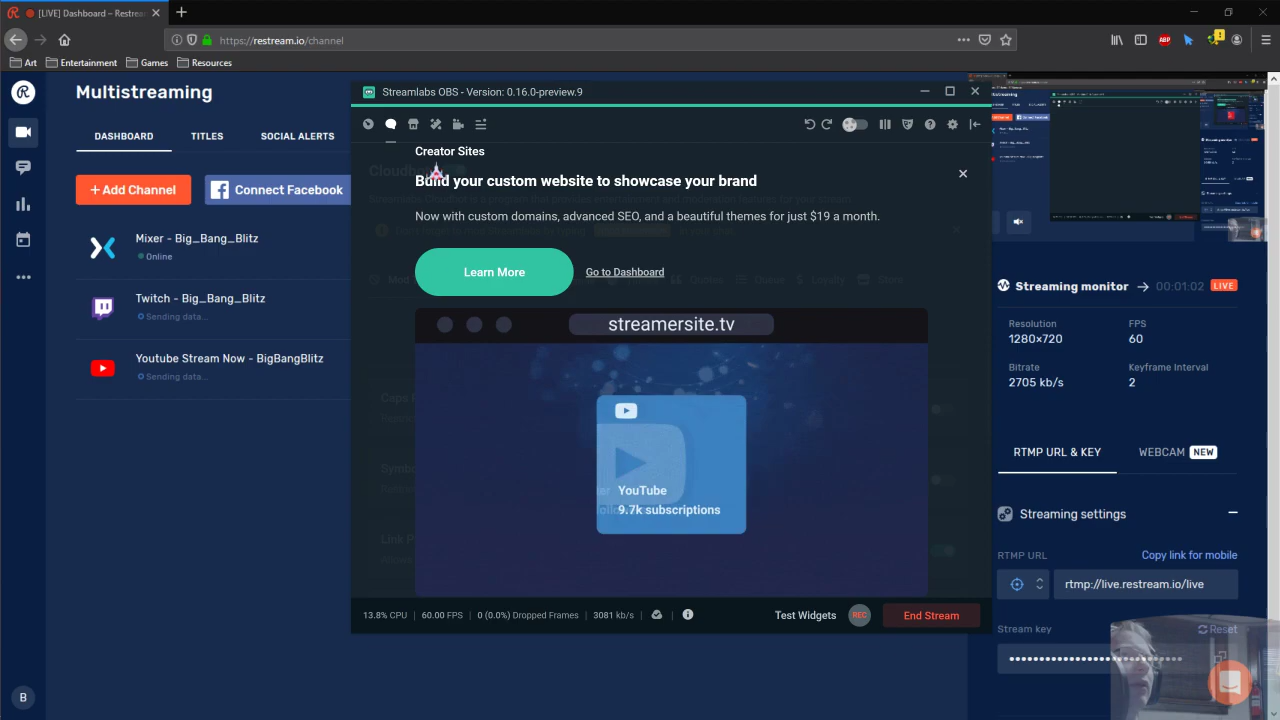 [LIVE] Dashboard – Restrea
https://restream.io/channel
ABP
Art
Entertainment
Games
Resources
Multistreaming
DASHBOARD
TITLES
SOCIAL ALERTS
+ Add Channel
Connect Facebook
Mixer - Big_Bang_Blitz
Online
Twitch - Big_Bang_Blitz
Sending data...
Youtube Stream Now - BigBangBlitz
Sending data...
B
Streamlabs OBS - Version: 0.16.0-preview.9
Creator Sites
Build your custom website to showcase your brand
Now with custom domains, advanced SEO, and a beautiful themes in US $19 a month.
Learn More
Go to Dashboard
streamersite.tv
YouTube
9.7k subscriptions
13.8% CPU
60.00 FPS
0 (0.0%) Dropped Frames
3081 kb/s
Test Widgets
REC
End Stream
Streaming monitor
00:01:02
LIVE
Resolution
FPS
1280×720
60
Bitrate
Keyframe Interval
2705 kb/s
2
RTMP URL & KEY
WEBCAM NEW
Streaming settings
RTMP URL
Copy link for mobile
rtmp://live.restream.io/live
Stream key
Reset